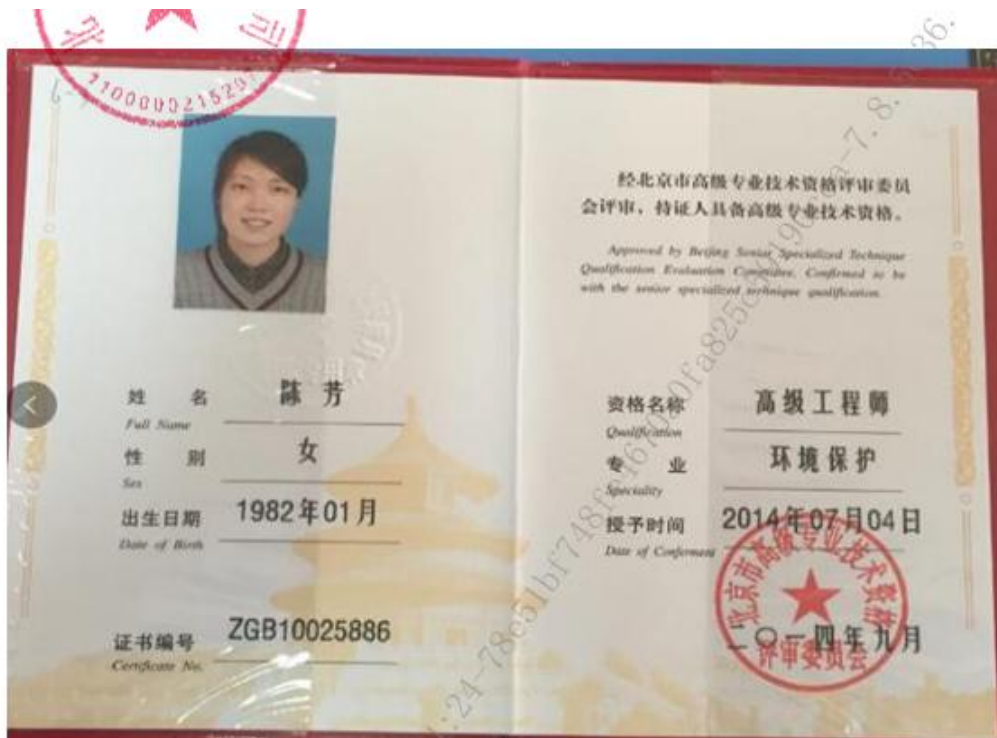 1100000215297
经北京市高级专业技术资格评审委员
会评审，持证人具备高级专业技术资格。
Approved by Beijing Senior Specialized Technique
Qualification Evaluation Committee. Confirmed to be
with the senior specialized technique qualification.
姓 名 陈 芳
Full Name
性 别 女
Sex
出生日期 1982年01月
Date of Birth
证书编号 ZGB10025886
Certificate No.
资格名称 高级工程师
Qualification
专 业 环境保护
Speciality
授予时间 2014年07月04日
Date of Conferment
北京市高级专业技术资格
评审委员会
二〇一四年九月